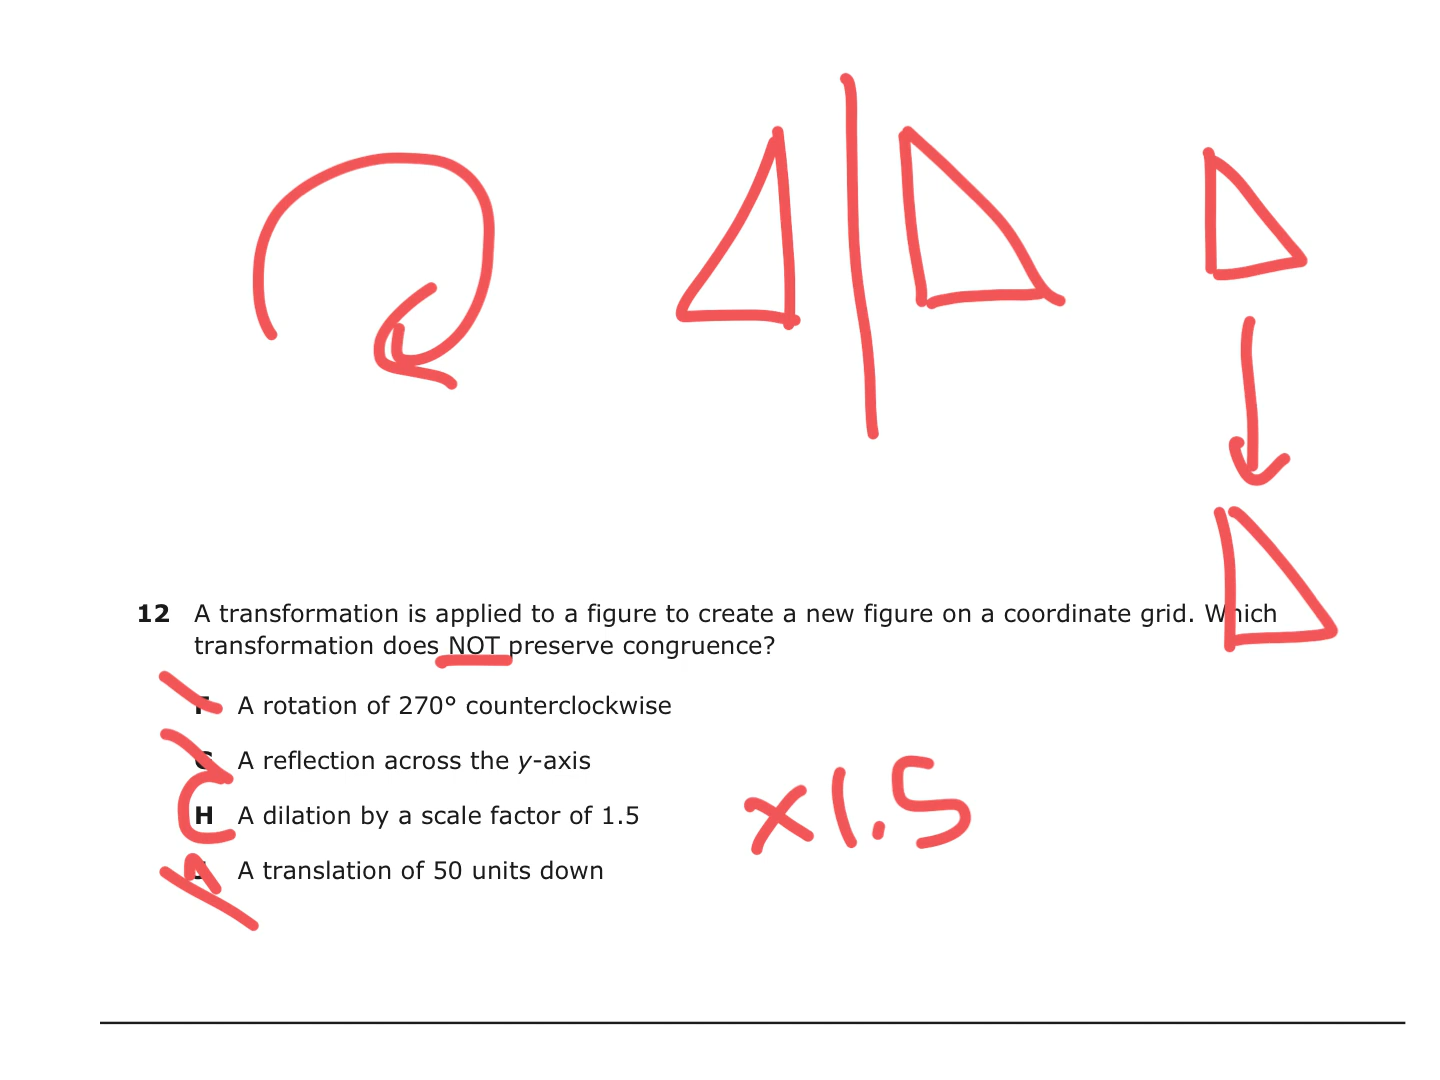 12 A transformation is applied to a figure to create a new figure on a coordinate grid. Which
transformation does NOT preserve congruence?
F A rotation of 270° counterclockwise
G A reflection across the y-axis
H A dilation by a scale factor of 1.5
x1.5
J A translation of 50 units down